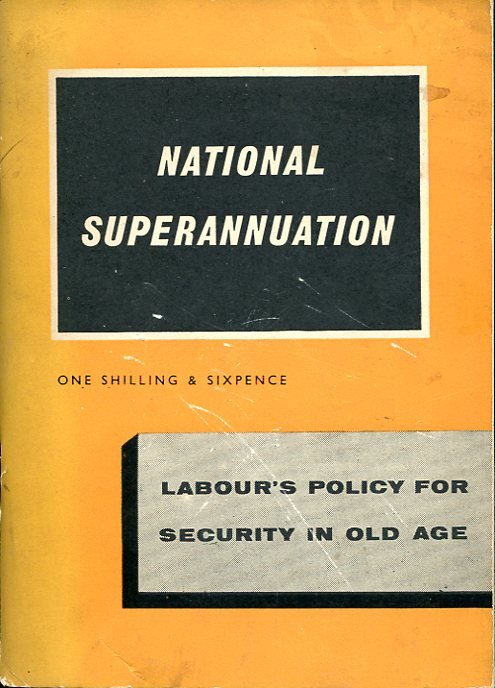 NATIONAL
SUPERANNUATION
ONE SHILLING & SIXPENCE
LABOUR'S POLICY FOR
SECURITY IN OLD AGE